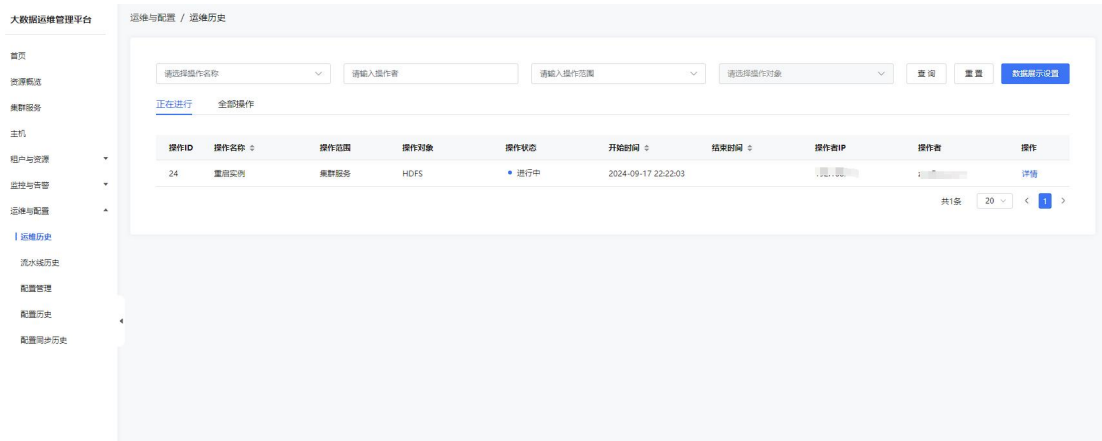 大数据运维管理平台
运维与配置 / 运维历史
首页
资源概览
集群服务
主机
租户与资源
监控与告警
运维与配置
运维历史
流水线历史
配置管理
配置历史
配置同步历史
请选择操作名称 请输入操作者 请输入操作范围 请选择操作对象 查询 重置 数据展示设置
正在进行 全部操作
操作ID 操作名称 操作范围 操作对象 操作状态 开始时间 结束时间 操作者IP 操作者 操作
24 重启实例 集群服务 HDFS 进行中 2024-09-17 22:22:03 详情
共1条 20 < 1 >